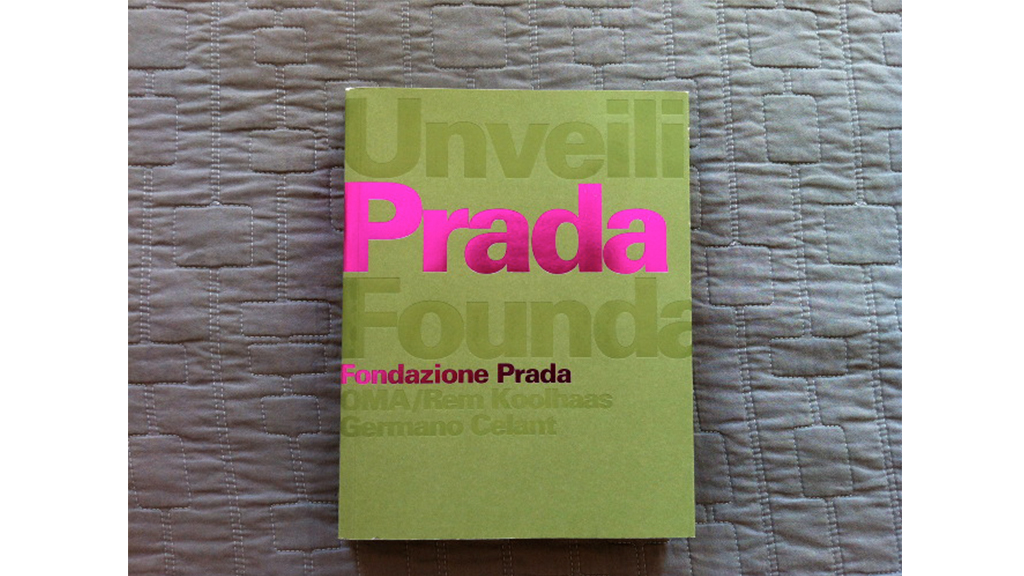 Unveili
Prada
Founda
Fondazione Prada
OMA/Rem Koolhaas
Germano Celant